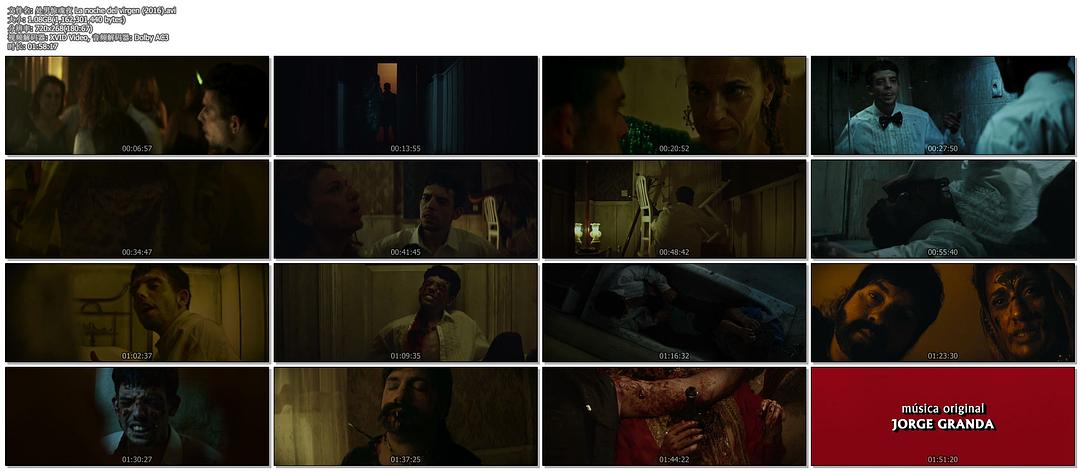 文件名: 处男惊魂夜 La noche del virgen (2016).avi
大小: 1.08GB(1,162,301,440 bytes)
分辨率: 720x268(180:67)
视频解码器: XVID Video, 音频解码器: Dolby AC3
时长: 01:58:17
00:06:57
00:13:55
00:20:52
00:27:50
00:34:47
00:41:45
00:48:42
00:55:40
01:02:37
01:09:35
01:16:32
01:23:30
01:30:27
01:37:25
01:44:22
música original
JORGE GRANDA
01:51:20